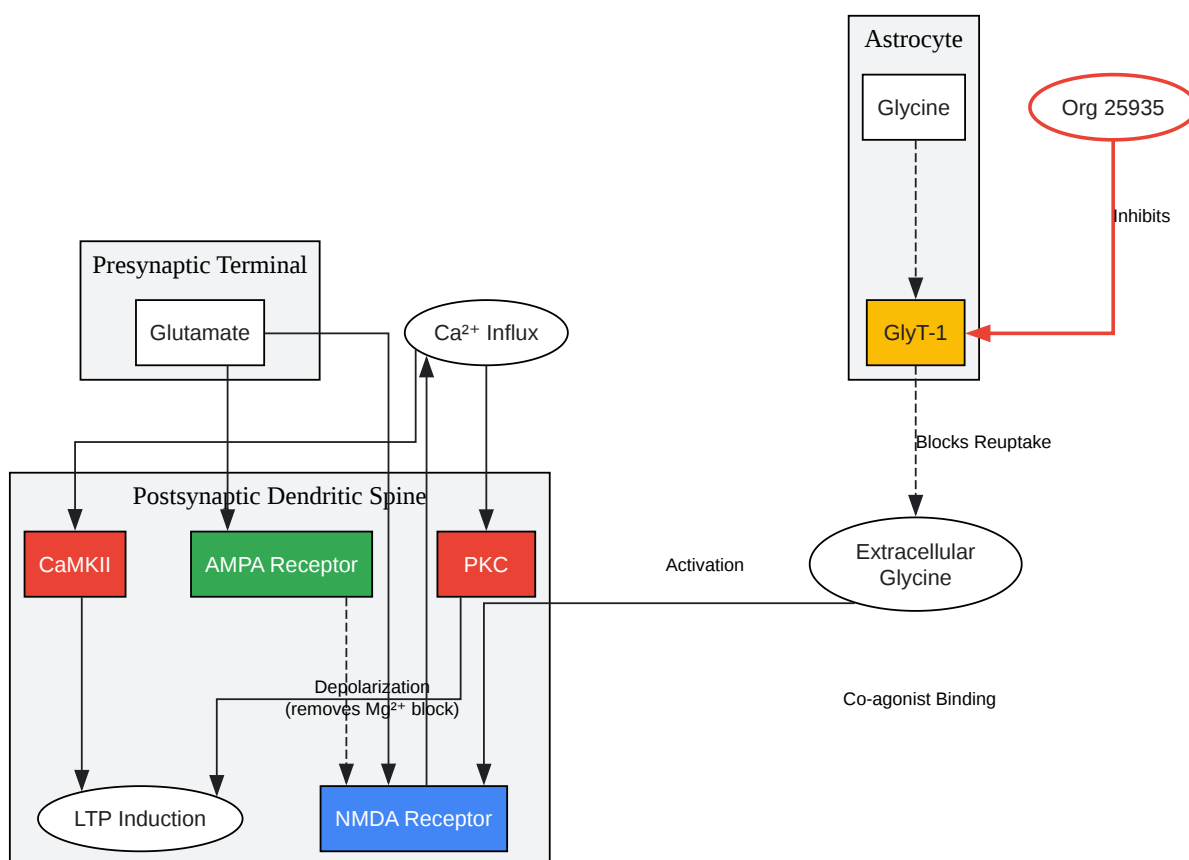 Astrocyte
Glycine
Org 25935
Inhibits
Presynaptic Terminal
Glutamate
Ca²⁺ Influx
GlyT-1
Blocks Reuptake
Postsynaptic Dendritic Spine
CaMKII
AMPA Receptor
PKC
Activation
Extracellular
Glycine
Depolarization
(removes Mg²⁺ block)
Co-agonist Binding
LTP Induction
NMDA Receptor